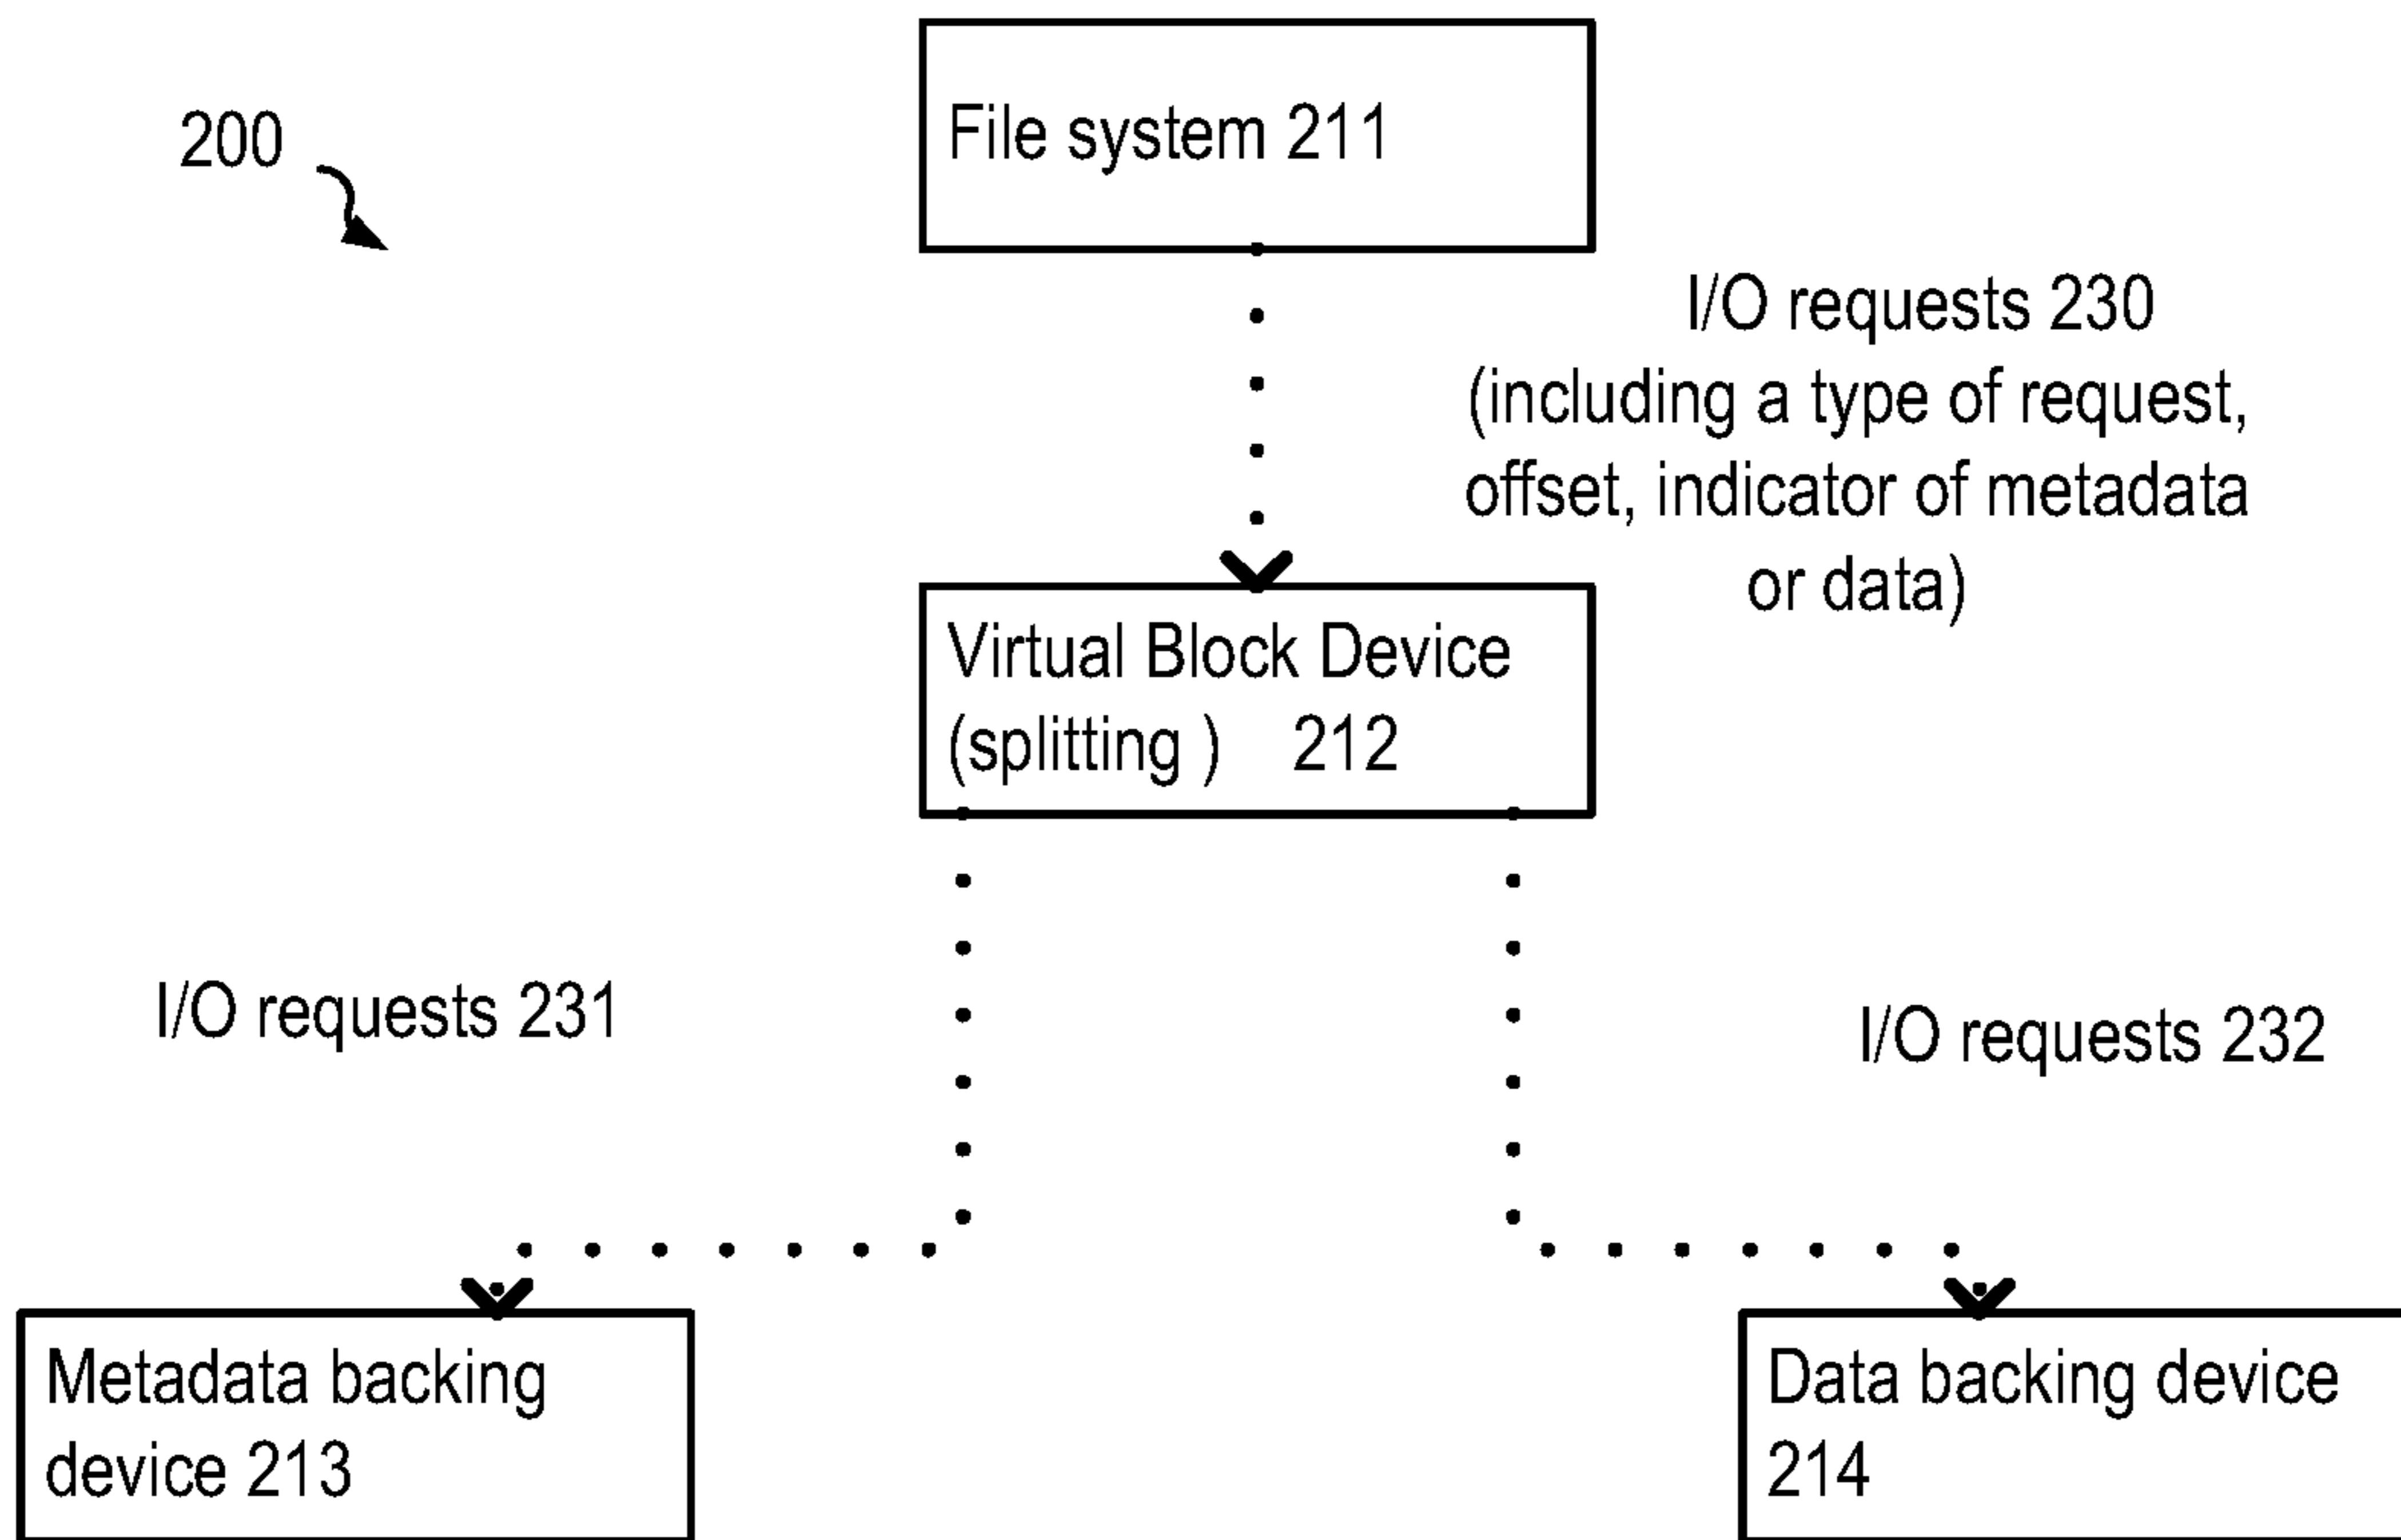 200
File system 211
I/O requests 230
(including a type of request,
offset, indicator of metadata
or data)
Virtual Block Device
(splitting ) 212
I/O requests 231
I/O requests 232
Metadata backing
device 213
Data backing device
214